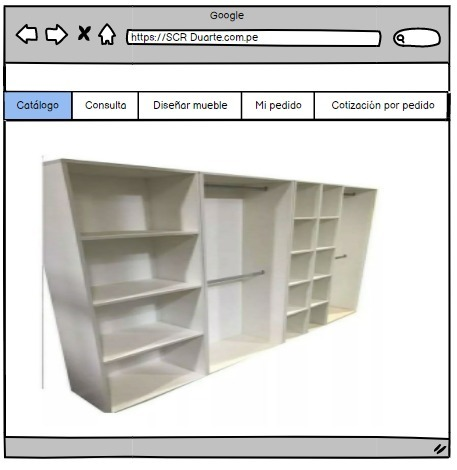 Google
https://SCR Duarte.com.pe
Catálogo Consulta Diseñar mueble Mi pedido Cotización por pedido